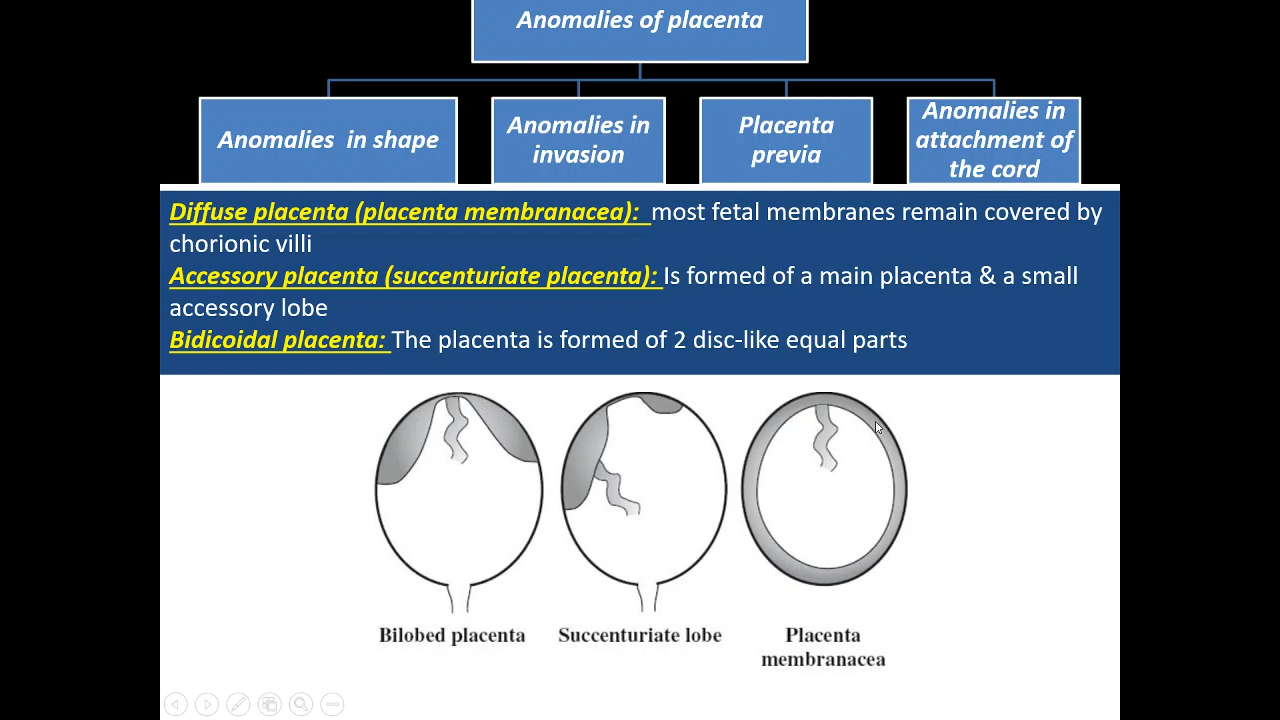 Anomalies of placenta
Anomalies in shape
Anomalies in
invasion
Placenta
previa
Anomalies in
attachment of
the cord
Diffuse placenta (placenta membranacea): most fetal membranes remain covered by
chorionic villi
Accessory placenta (succenturiate placenta): Is formed of a main placenta & a small
accessory lobe
Bidicoidal placenta: The placenta is formed of 2 disc-like equal parts
Bilobed placenta
Succenturiate lobe
Placenta
membranacea